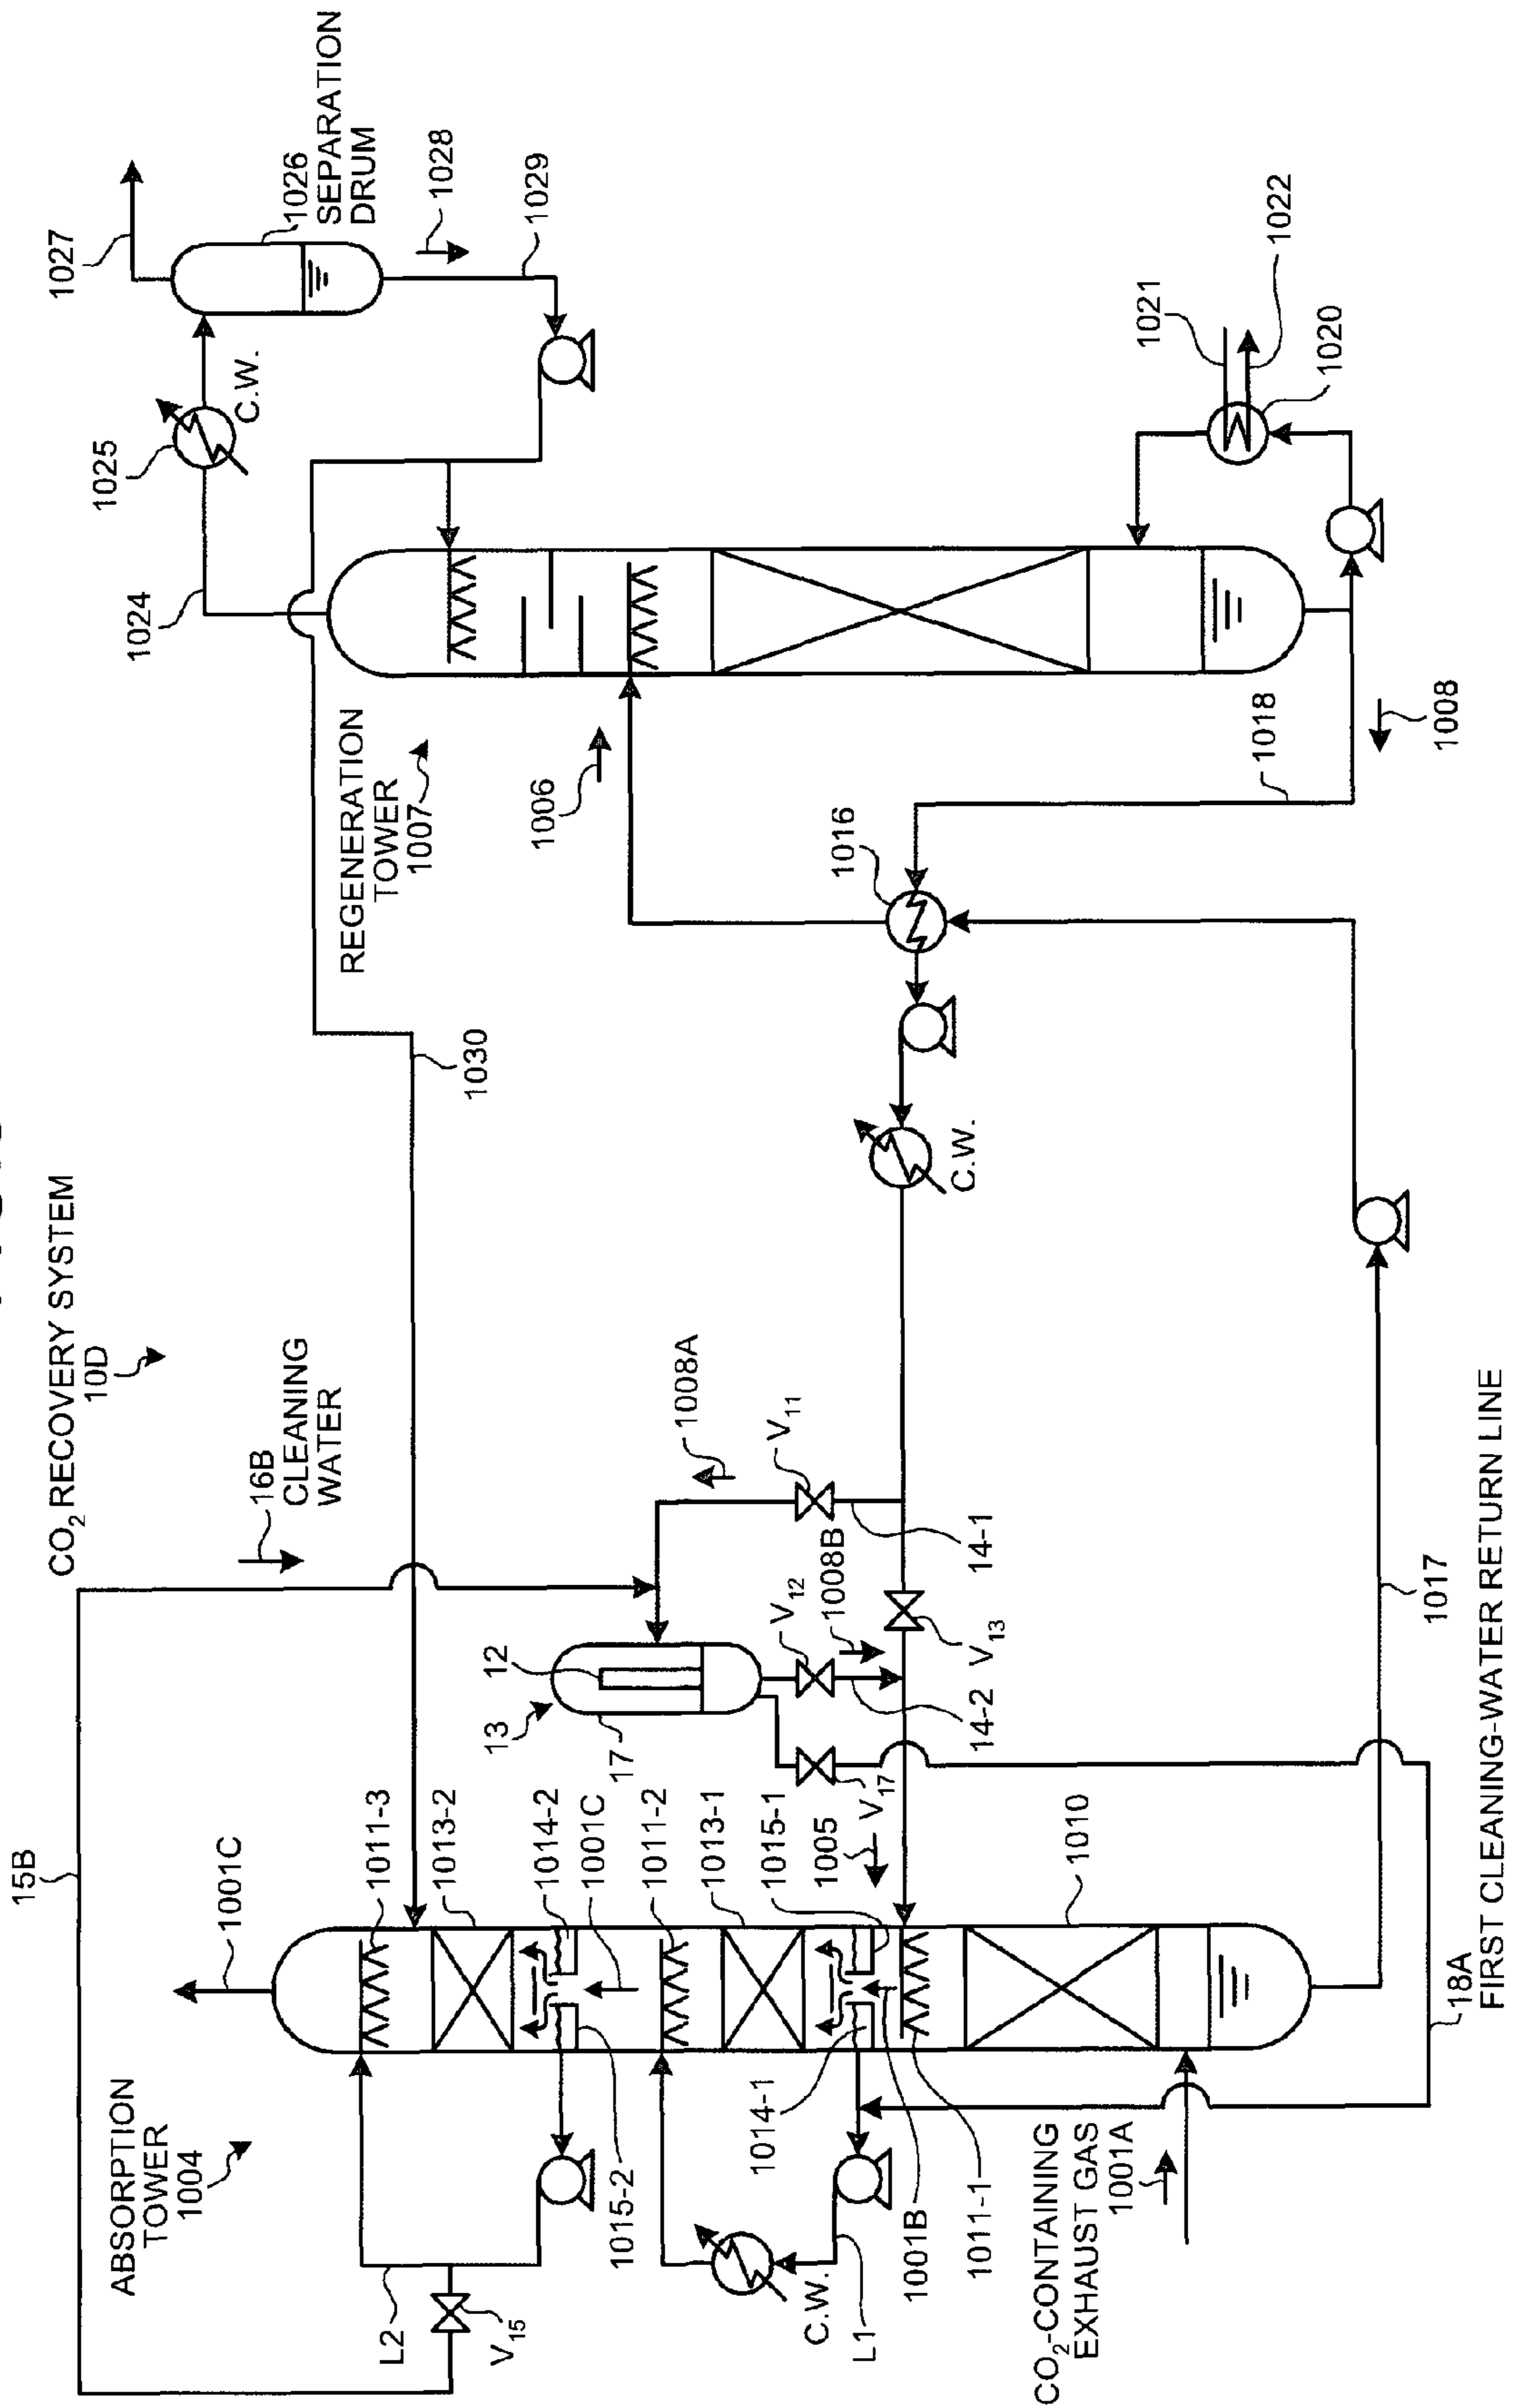 CO2 RECOVERY SYSTEM
10D
15B
1001C
16B
CLEANING
WATER
ABSORPTION
TOWER
1004
1011-3
1013-2
1014-2
1001C
1011-2
1013-1
1015-1
1005
V17
1010
L2
V15
1015-2
1014-1
C.W.
L1
1001B
1011-1
CO2-CONTAINING
EXHAUST GAS
1001A
18A
FIRST CLEANING-WATER RETURN LINE
13
12
17
V12
1008B
14-2
V13
14-1
V11
1008A
1017
1030
C.W.
1016
1006
REGENERATION
TOWER
1007
1018
1008
1024
1025
C.W.
1027
1026
SEPARATION
DRUM
1028
1029
1021
1022
1020